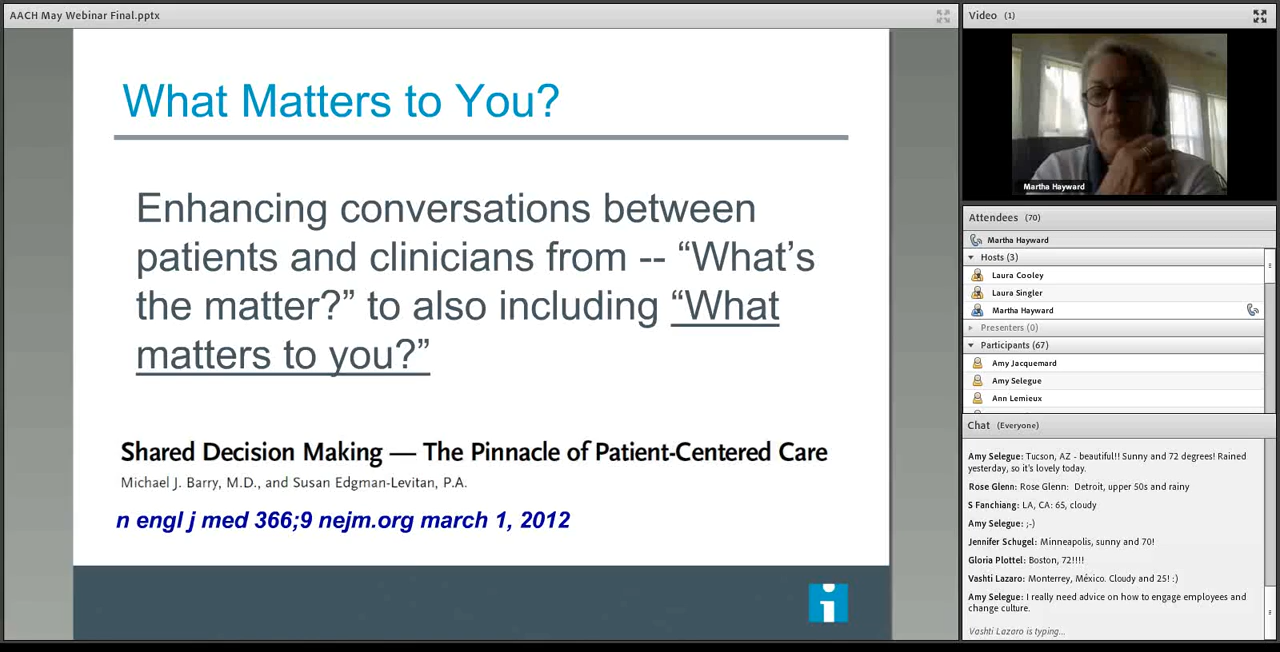 AACH May Webinar Final.pptx
What Matters to You?
Enhancing conversations between
patients and clinicians from -- “What’s
the matter?” to also including “What
matters to you?”
Shared Decision Making — The Pinnacle of Patient-Centered Care
Michael J. Barry, M.D., and Susan Edgman-Levitan, P.A.
n engl j med 366;9 nejm.org march 1, 2012
i
Video (1)
Martha Hayward
Attendees (70)
Martha Hayward
Hosts (3)
Laura Cooley
Laura Singler
Martha Hayward
Presenters (0)
Participants (67)
Amy Jacquemard
Amy Selegue
Ann Lemieux
Chat (Everyone)
Amy Selegue: Tucson, AZ - beautiful!! Sunny and 72 degrees! Rained
yesterday, so it's lovely today.
Rose Glenn: Rose Glenn: Detroit, upper 50s and rainy
S Fanchiang: LA, CA: 65, cloudy
Amy Selegue: ;-)
Jennifer Schugel: Minneapolis, sunny and 70!
Gloria Plottel: Boston, 72!!!!
Vashti Lazaro: Monterrey, México. Cloudy and 25! :)
Amy Selegue: I really need advice on how to engage employees and
change culture.
Vashti Lazaro is typing...